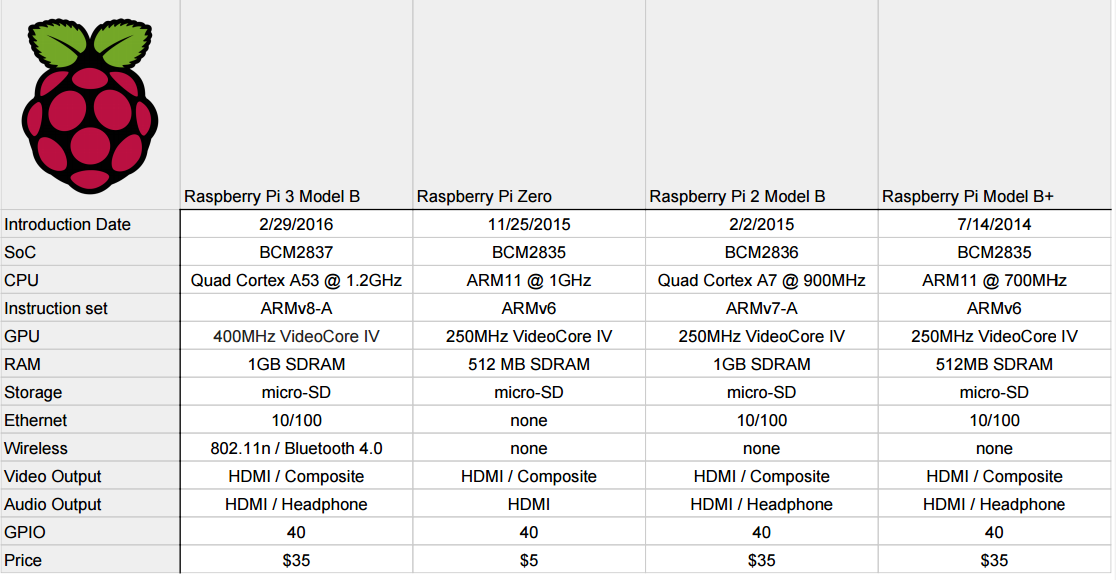 Raspberry Pi 3 Model B Raspberry Pi Zero Raspberry Pi 2 Model B Raspberry Pi Model B+
Introduction Date 2/29/2016 11/25/2015 2/2/2015 7/14/2014
SoC BCM2837 BCM2835 BCM2836 BCM2835
CPU Quad Cortex A53 @ 1.2GHz ARM11 @ 1GHz Quad Cortex A7 @ 900MHz ARM11 @ 700MHz
Instruction set ARMv8-A ARMv6 ARMv7-A ARMv6
GPU 400MHz VideoCore IV 250MHz VideoCore IV 250MHz VideoCore IV 250MHz VideoCore IV
RAM 1GB SDRAM 512 MB SDRAM 1GB SDRAM 512MB SDRAM
Storage micro-SD micro-SD micro-SD micro-SD
Ethernet 10/100 none 10/100 10/100
Wireless 802.11n / Bluetooth 4.0 none none none
Video Output HDMI / Composite HDMI / Composite HDMI / Composite HDMI / Composite
Audio Output HDMI / Headphone HDMI HDMI / Headphone HDMI / Headphone
GPIO 40 40 40 40
Price $35 $5 $35 $35